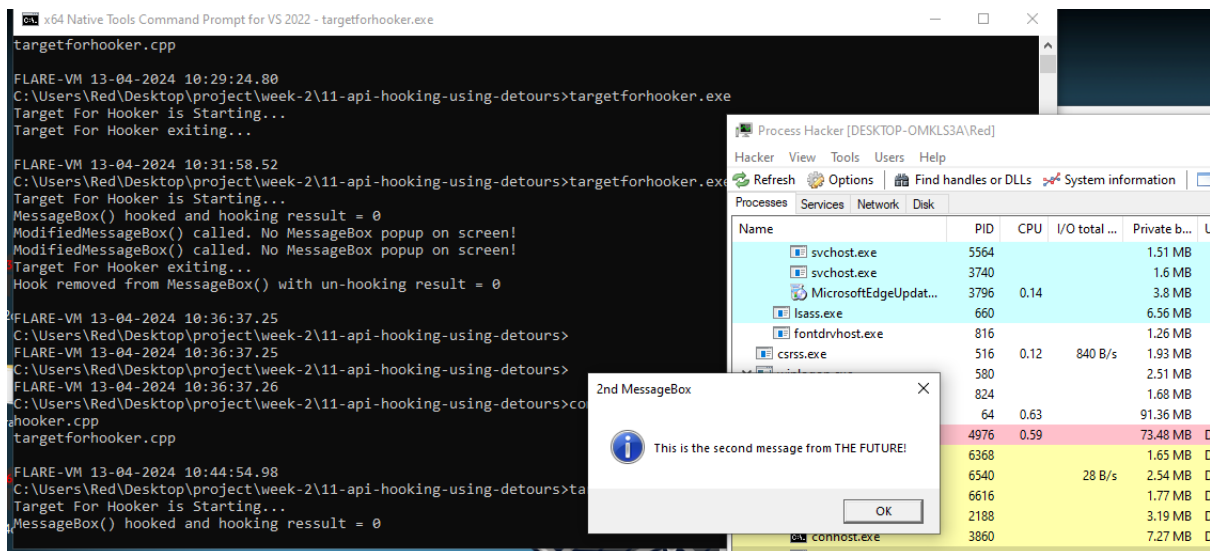 x64 Native Tools Command Prompt for VS 2022 - targetforhooker.exe
targetforhooker.cpp
FLARE-VM 13-04-2024 10:29:24.80
C:\Users\Red\Desktop\project\week-2\11-api-hooking-using-detours>targetforhooker.exe
Target For Hooker is Starting...
Target For Hooker exiting...
FLARE-VM 13-04-2024 10:31:58.52
C:\Users\Red\Desktop\project\week-2\11-api-hooking-using-detours>targetforhooker.exe
Target For Hooker is Starting...
MessageBox() hooked and hooking ressult = 0
ModifiedMessageBox() called. No MessageBox popup on screen!
ModifiedMessageBox() called. No MessageBox popup on screen!
Target For Hooker exiting...
Hook removed from MessageBox() with un-hooking result = 0
FLARE-VM 13-04-2024 10:36:37.25
C:\Users\Red\Desktop\project\week-2\11-api-hooking-using-detours>
FLARE-VM 13-04-2024 10:36:37.25
C:\Users\Red\Desktop\project\week-2\11-api-hooking-using-detours>
FLARE-VM 13-04-2024 10:36:37.26
C:\Users\Red\Desktop\project\week-2\11-api-hooking-using-detours>co
hooker.cpp
targetforhooker.cpp
FLARE-VM 13-04-2024 10:44:54.98
C:\Users\Red\Desktop\project\week-2\11-api-hooking-using-detours>ta
Target For Hooker is Starting...
MessageBox() hooked and hooking ressult = 0
Process Hacker [DESKTOP-OMKLS3A\Red]
Hacker View Tools Users Help
Refresh Options Find handles or DLLs System information
Processes Services Network Disk
Name PID CPU I/O total ... Private b...
svchost.exe 5564 1.51 MB
svchost.exe 3740 1.6 MB
MicrosoftEdgeUpdat... 3796 0.14 3.8 MB
lsass.exe 660 6.56 MB
fontdrvhost.exe 816 1.26 MB
csrss.exe 516 0.12 840 B/s 1.93 MB
580 2.51 MB
824 1.68 MB
64 0.63 91.36 MB
4976 0.59 73.48 MB
6368 1.65 MB
6540 28 B/s 2.54 MB
6616 1.77 MB
2188 3.19 MB
conhost.exe 3860 7.27 MB
2nd MessageBox
This is the second message from THE FUTURE!
OK